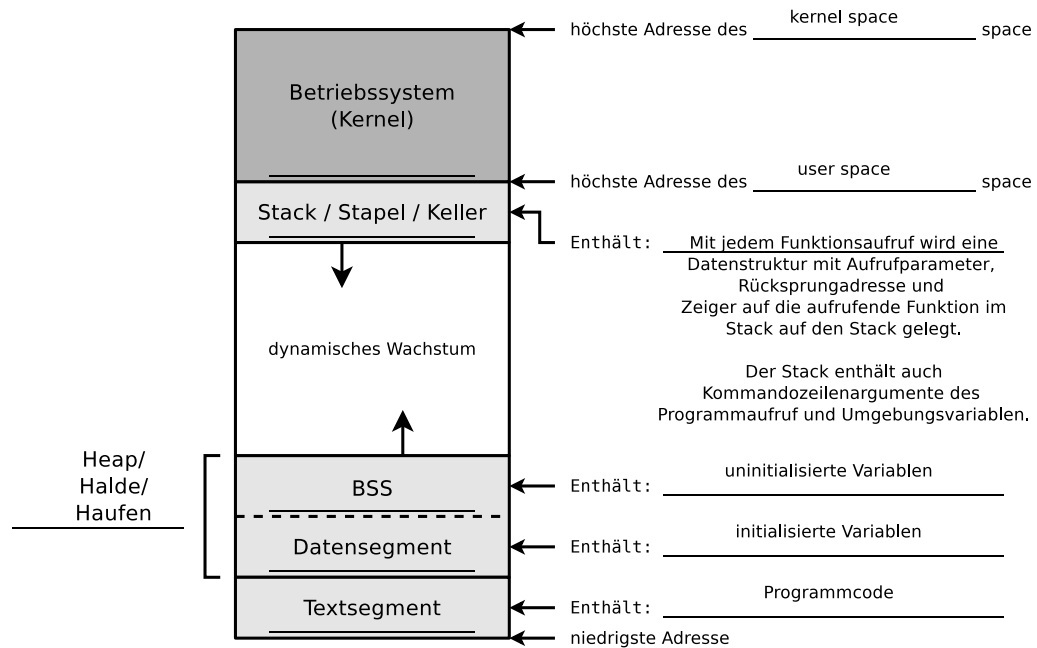 kernel space
höchste Adresse des space
Betriebssystem
(Kernel)
user space
höchste Adresse des space
Stack / Stapel / Keller
Enthält: Mit jedem Funktionsaufruf wird eine
Datenstruktur mit Aufrufparameter,
Rücksprungadresse und
Zeiger auf die aufrufende Funktion im
Stack auf den Stack gelegt.
dynamisches Wachstum
Der Stack enthält auch
Kommandozeilenargumente des
Programmaufruf und Umgebungsvariablen.
Heap/
Halde/
Haufen
BSS
Enthält: uninitialisierte Variablen
Datensegment
Enthält: initialisierte Variablen
Textsegment
Enthält: Programmcode
niedrigste Adresse